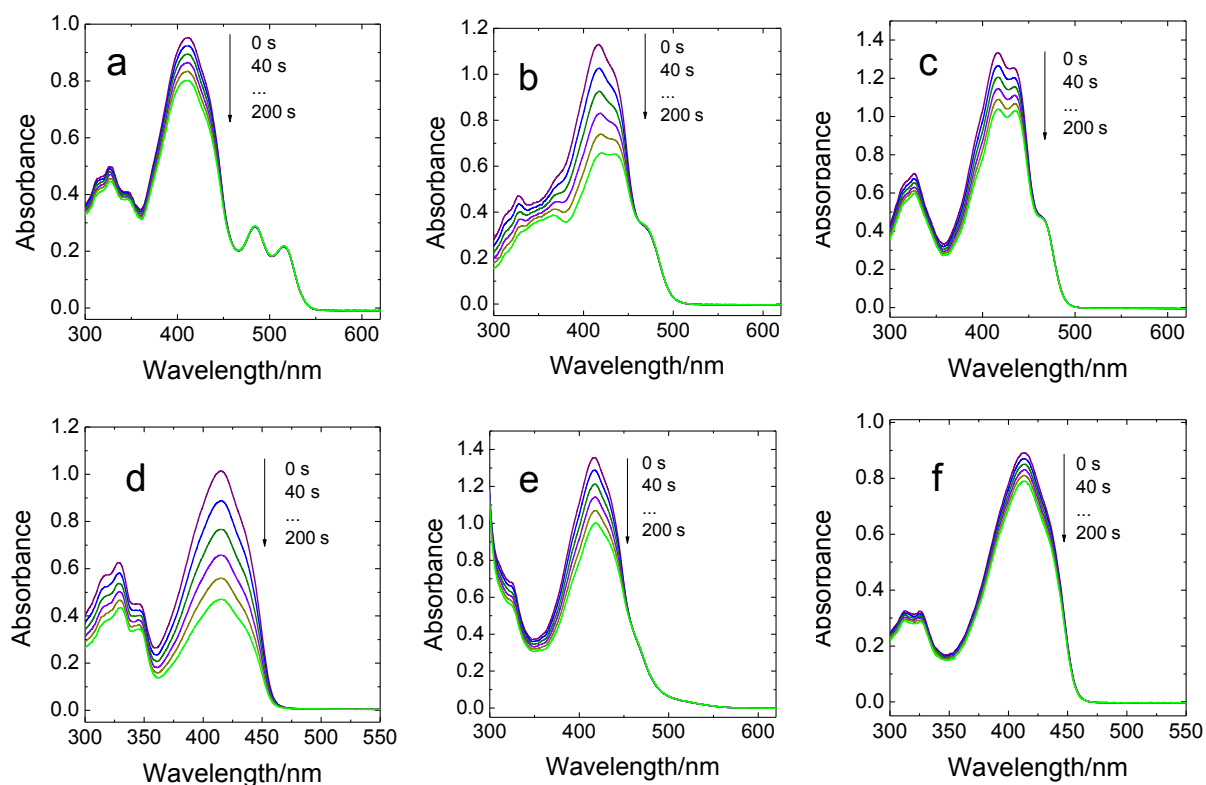 a
0 s
40 s
...
200 s
1.0
0.8
0.6
0.4
0.2
0.0
Absorbance
300
400
500
600
Wavelength/nm
b
0 s
40 s
...
200 s
1.2
1.0
0.8
0.6
0.4
0.2
0.0
Absorbance
300
400
500
600
Wavelength/nm
c
0 s
40 s
...
200 s
1.4
1.2
1.0
0.8
0.6
0.4
0.2
0.0
Absorbance
300
400
500
600
Wavelength/nm
d
0 s
40 s
...
200 s
1.2
1.0
0.8
0.6
0.4
0.2
0.0
Absorbance
300
350
400
450
500
550
Wavelength/nm
e
0 s
40 s
...
200 s
1.4
1.2
1.0
0.8
0.6
0.4
0.2
0.0
Absorbance
300
400
500
600
Wavelength/nm
f
0 s
40 s
...
200 s
1.0
0.8
0.6
0.4
0.2
0.0
Absorbance
300
350
400
450
500
550
Wavelength/nm